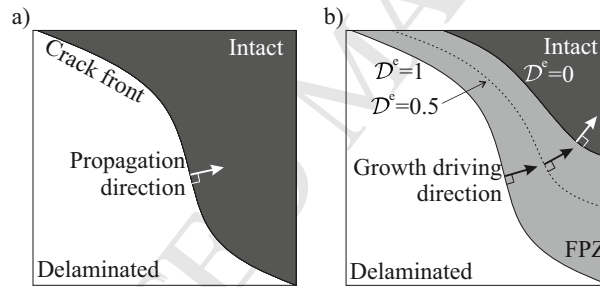 a)
Intact
Crack front
Propagation
direction
Delaminated
b)
Intact
𝒟ᵉ=0
𝒟ᵉ=1
𝒟ᵉ=0.5
Growth driving
direction
FPZ
Delaminated